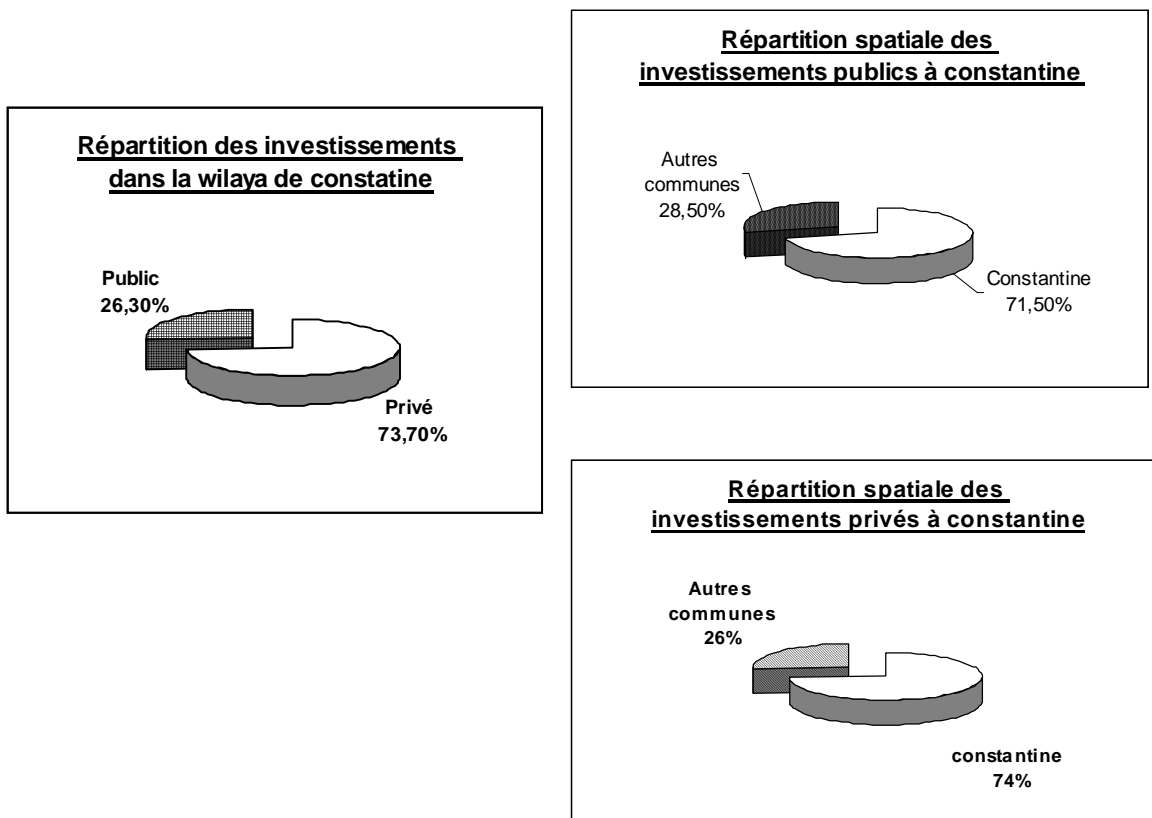 Répartition des investissements
dans la wilaya de constatine
Public
26,30%
Privé
73,70%
Répartition spatiale des
investissements publics à constantine
Autres
communes
28,50%
Constantine
71,50%
Répartition spatiale des
investissements privés à constantine
Autres
communes
26%
constantine
74%